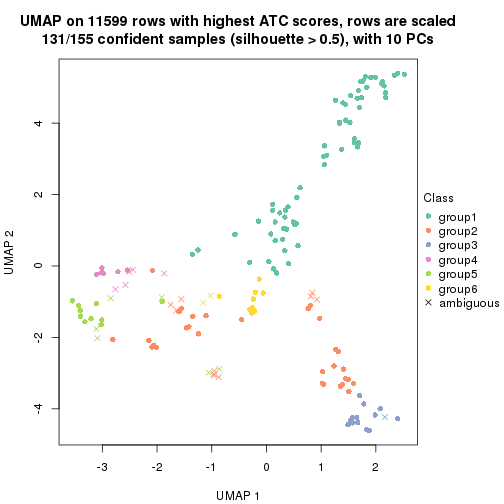 UMAP on 11599 rows with highest ATC scores, rows are scaled
131/155 confident samples (silhouette > 0.5), with 10 PCs
4
2
0
-2
-4
UMAP 2
-3
-2
-1
0
1
2
UMAP 1
Class
group1
group2
group3
group4
group5
group6
ambiguous